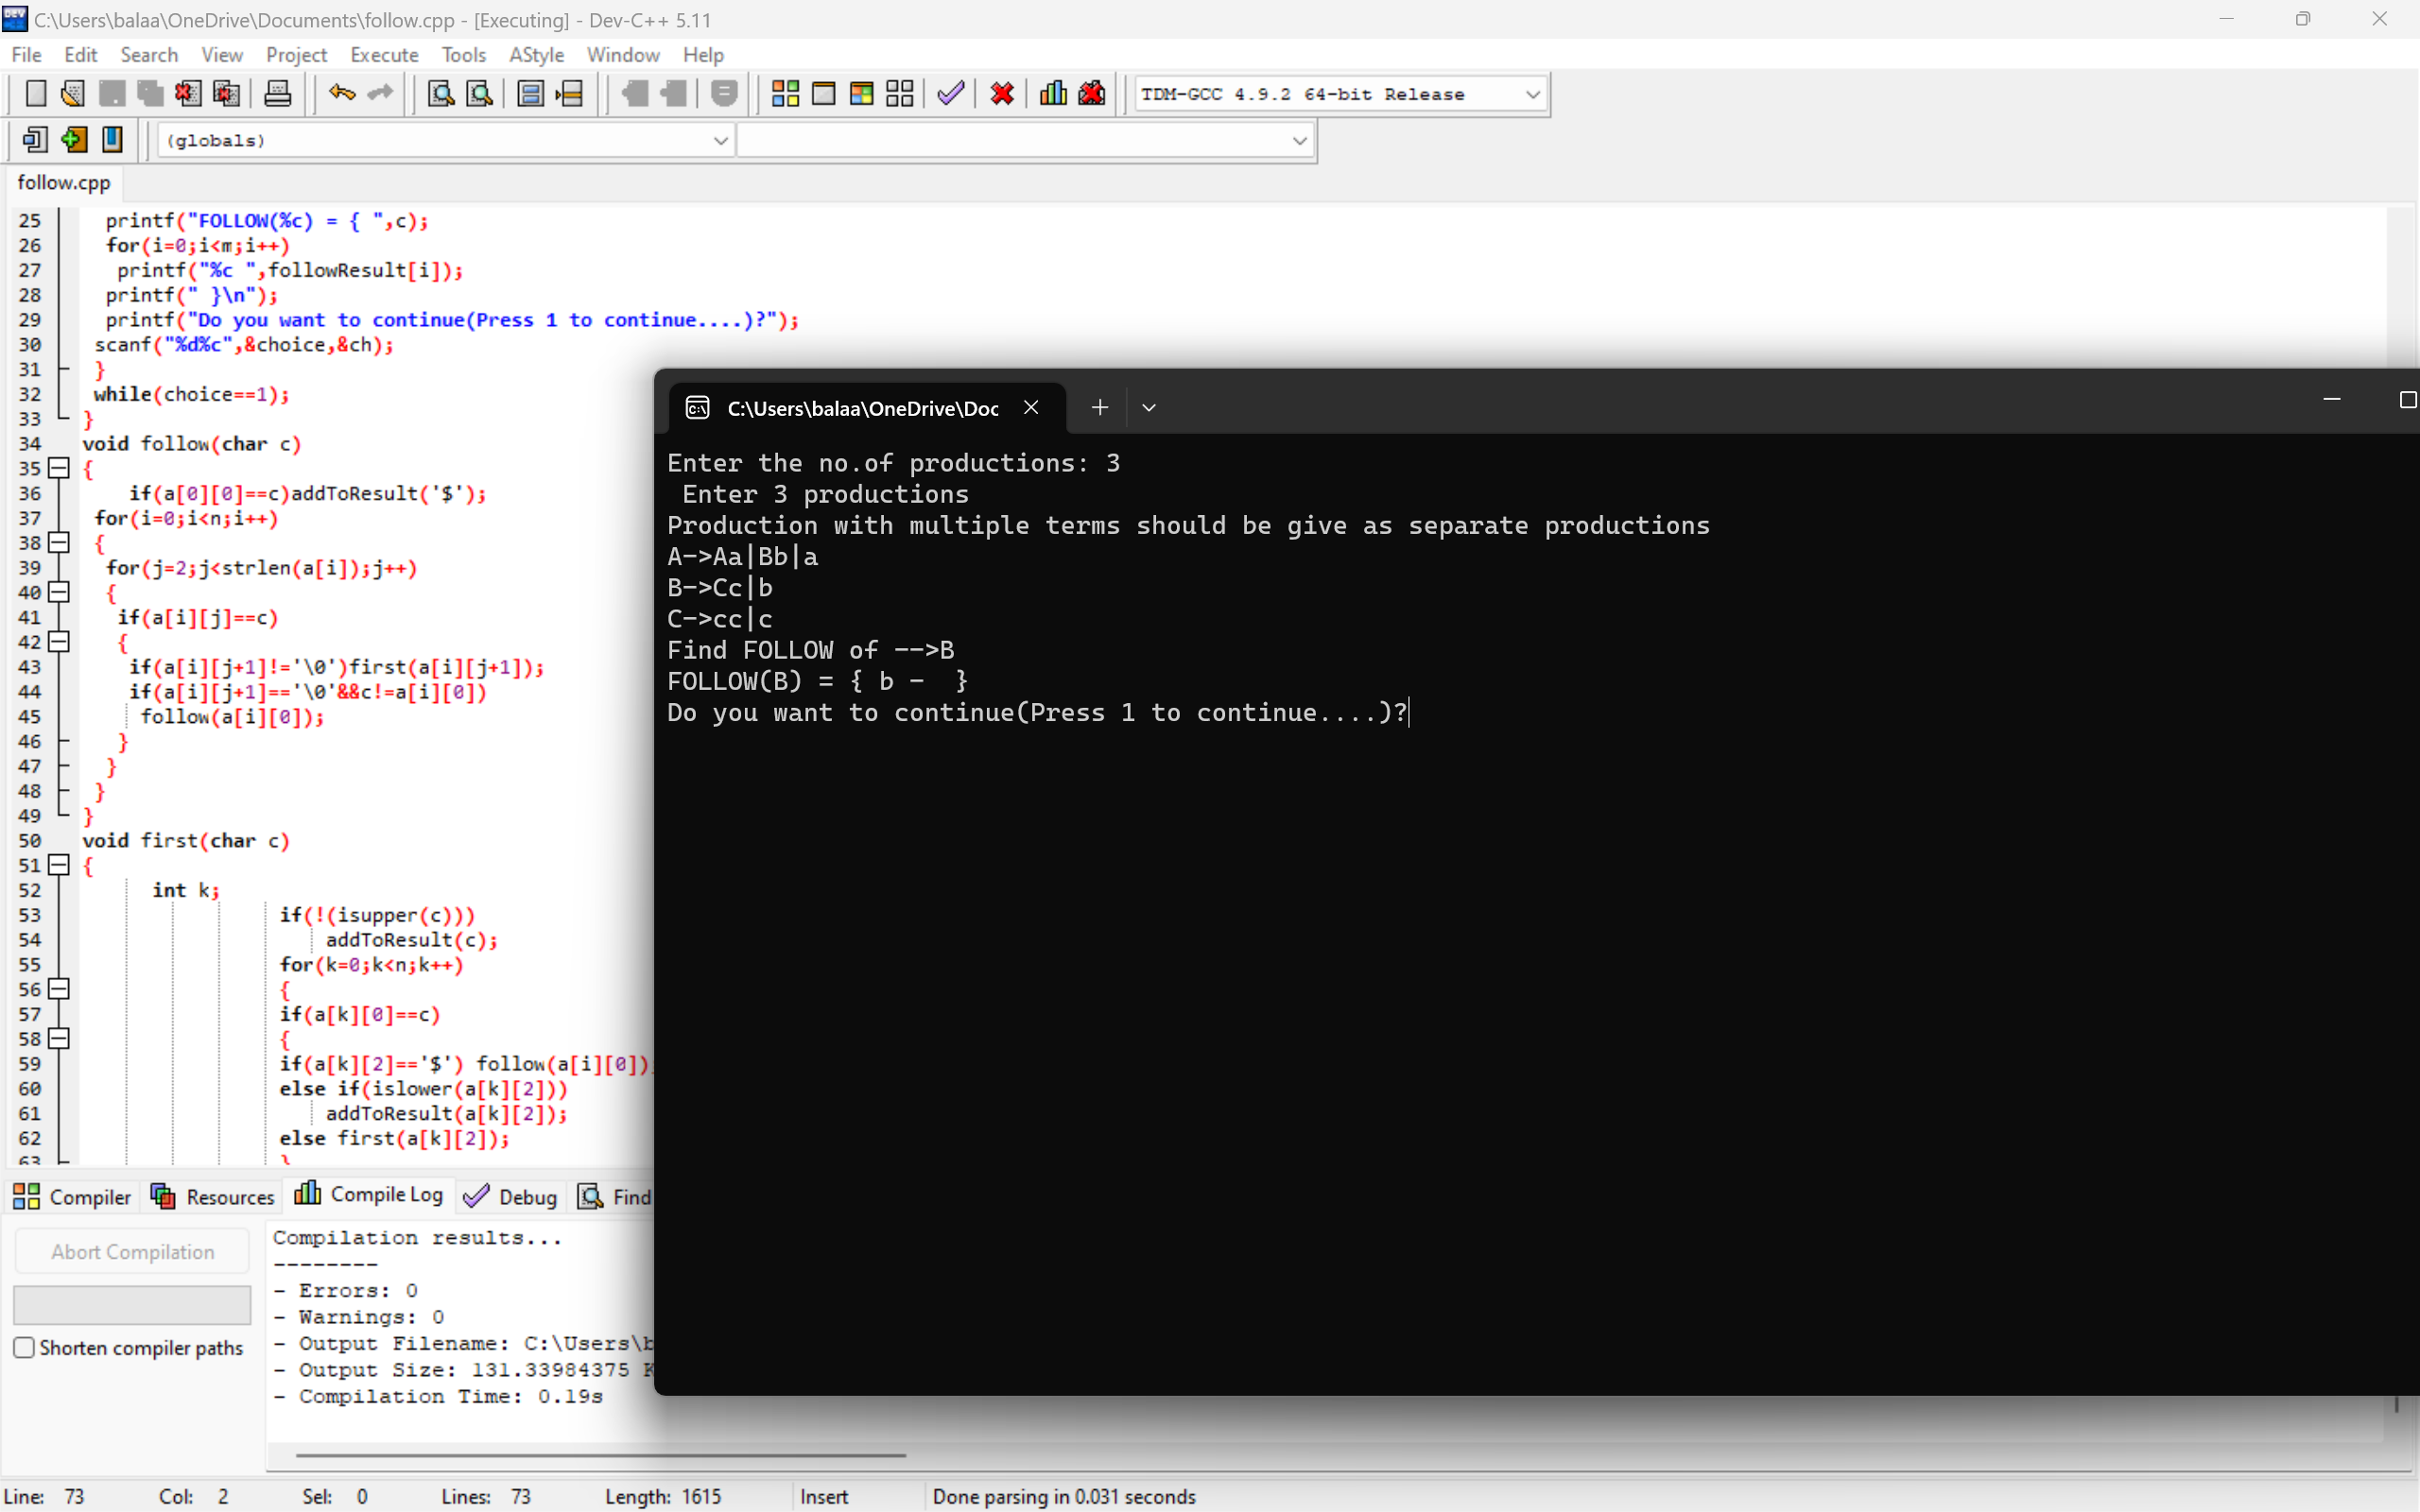 C:\Users\balaa\OneDrive\Documents\follow.cpp - [Executing] - Dev-C++ 5.11
File Edit Search View Project Execute Tools AStyle Window Help
TDM-GCC 4.9.2 64-bit Release
(globals)
follow.cpp
25 printf("FOLLOW(%c) = { ",c);
26 for(i=0;i<m;i++)
27 printf("%c ",followResult[i]);
28 printf(" }\n");
29 printf("Do you want to continue(Press 1 to continue....)?");
30 scanf("%d%c",&choice,&ch);
31 }
32 while(choice==1);
33 }
34 void follow(char c)
35 {
36 if(a[0][0]==c)addToResult('$');
37 for(i=0;i<n;i++)
38 {
39 for(j=2;j<strlen(a[i]);j++)
40 {
41 if(a[i][j]==c)
42 {
43 if(a[i][j+1]!='\0')first(a[i][j+1]);
44 if(a[i][j+1]=='\0'&&c!=a[i][0])
45 follow(a[i][0]);
46 }
47 }
48 }
49 }
50 void first(char c)
51 {
52 int k;
53 if(!(isupper(c)))
54 addToResult(c);
55 for(k=0;k<n;k++)
56 {
57 if(a[k][0]==c)
58 {
59 if(a[k][2]=='$') follow(a[i][0])
60 else if(islower(a[k][2]))
61 addToResult(a[k][2]);
62 else first(a[k][2]);
63 }
C:\Users\balaa\OneDrive\Doc
Enter the no.of productions: 3
Enter 3 productions
Production with multiple terms should be give as separate productions
A->Aa|Bb|a
B->Cc|b
C->cc|c
Find FOLLOW of -->B
FOLLOW(B) = { b -  }
Do you want to continue(Press 1 to continue....)?
Compiler Resources Compile Log Debug Find
Abort Compilation
Shorten compiler paths
Compilation results...
--------
- Errors: 0
- Warnings: 0
- Output Filename: C:\Users\b
- Output Size: 131.33984375 K
- Compilation Time: 0.19s
Line: 73 Col: 2 Sel: 0 Lines: 73 Length: 1615 Insert Done parsing in 0.031 seconds